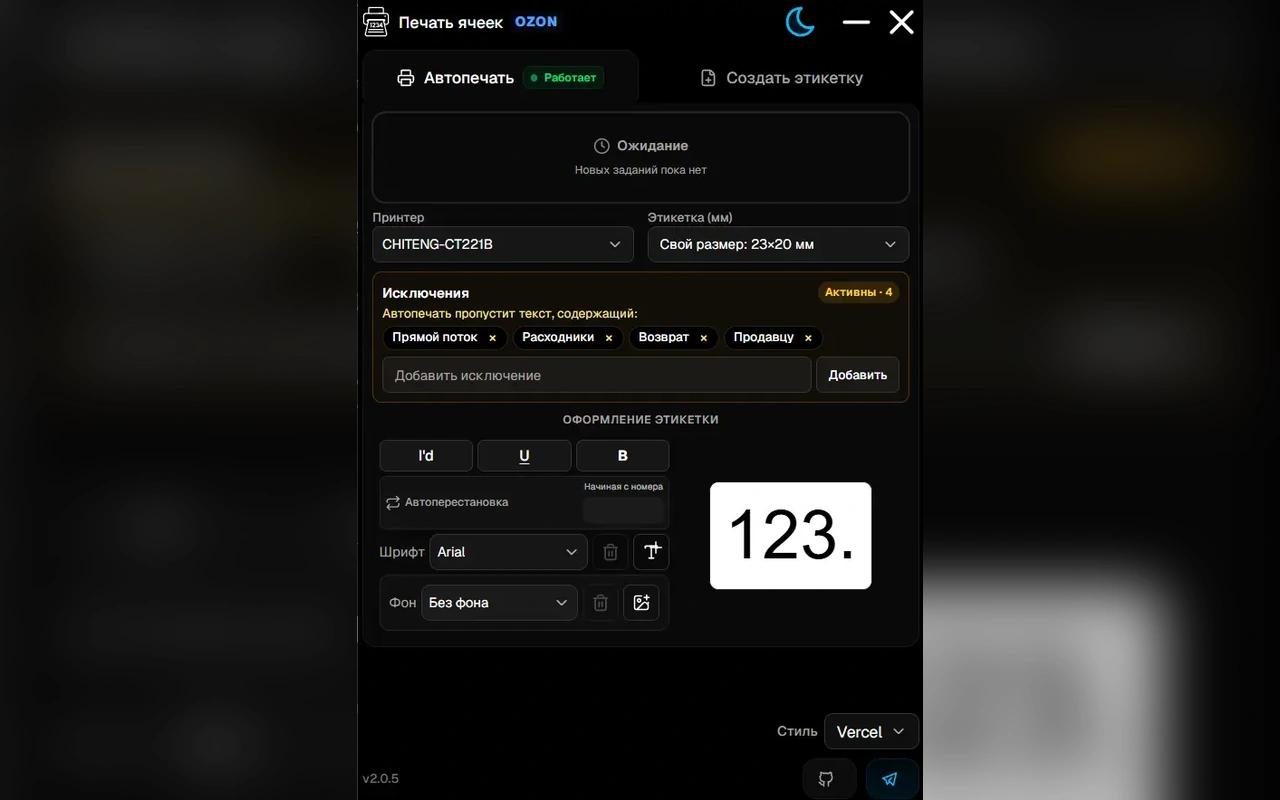 Печать ячеек OZON
Автопечать Работает Создать этикетку
Ожидание
Новых заданий пока нет
Принтер Этикетка (мм)
CHITENG-CT221B Свой размер: 23×20 мм
Исключения Активны · 4
Автопечать пропустит текст, содержащий:
Прямой поток × Расходники × Возврат × Продавцу ×
Добавить исключение Добавить
ОФОРМЛЕНИЕ ЭТИКЕТКИ
I'd U B
Начиная с номера
Автоперестановка
123.
Шрифт Arial
Фон Без фона
Стиль Vercel
v2.0.5